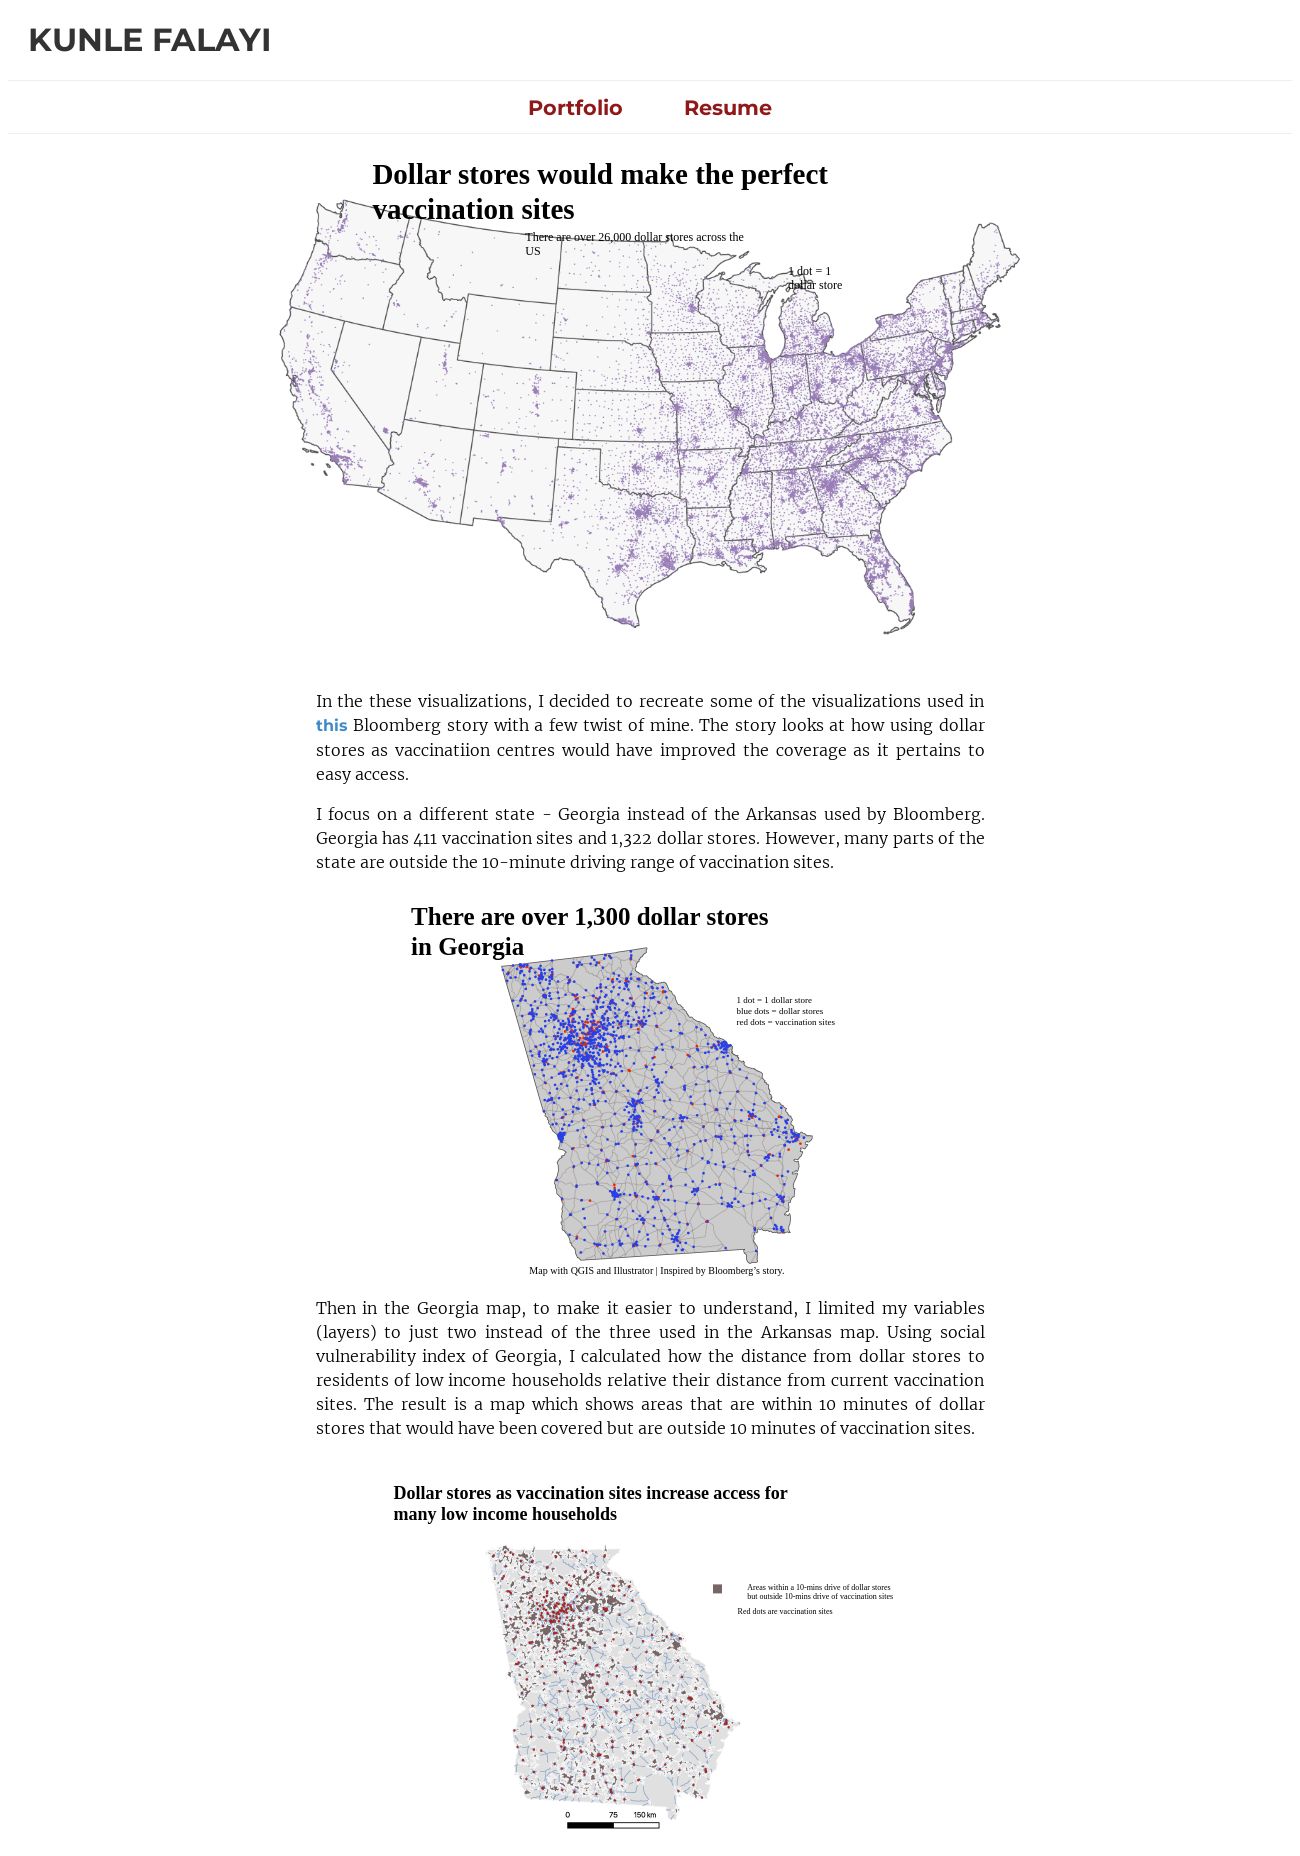 KUNLE FALAYI
Portfolio Resume
Dollar stores would make the perfect
vaccination sites
There are over 26,000 dollar stores across the
US
1 dot = 1
dollar store
In the these visualizations, I decided to recreate some of the visualizations used in
this Bloomberg story with a few twist of mine. The story looks at how using dollar
stores as vaccinatiion centres would have improved the coverage as it pertains to
easy access.
I focus on a different state - Georgia instead of the Arkansas used by Bloomberg.
Georgia has 411 vaccination sites and 1,322 dollar stores. However, many parts of the
state are outside the 10-minute driving range of vaccination sites.
There are over 1,300 dollar stores
in Georgia
1 dot = 1 dollar store
blue dots = dollar stores
red dots = vaccination sites
Map with QGIS and Illustrator | Inspired by Bloomberg's story.
Then in the Georgia map, to make it easier to understand, I limited my variables
(layers) to just two instead of the three used in the Arkansas map. Using social
vulnerability index of Georgia, I calculated how the distance from dollar stores to
residents of low income households relative their distance from current vaccination
sites. The result is a map which shows areas that are within 10 minutes of dollar
stores that would have been covered but are outside 10 minutes of vaccination sites.
Dollar stores as vaccination sites increase access for
many low income households
Areas within a 10-mins drive of dollar stores
but outside 10-mins drive of vaccination sites
Red dots are vaccination sites
0 75 150 km